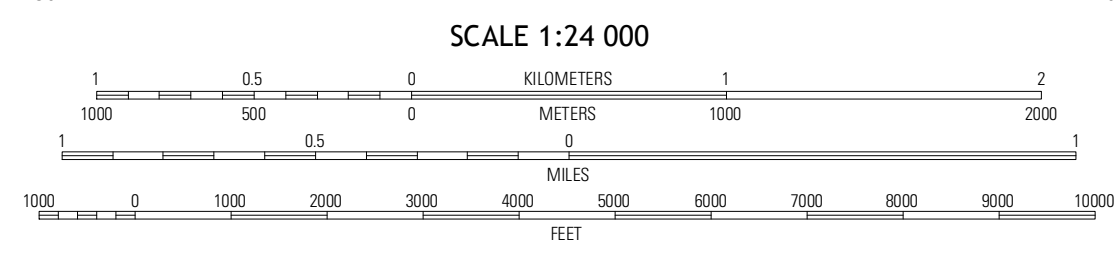 SCALE 1:24 000
1 0.5 0 KILOMETERS 1 2
1000 500 0 METERS 1000 2000
1 0.5 0 1
MILES
1000 0 1000 2000 3000 4000 5000 6000 7000 8000 9000 10000
FEET